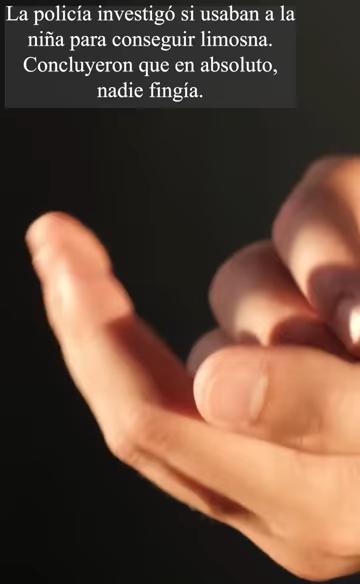 La policía investigó si usaban a la
niña para conseguir limosna.
Concluyeron que en absoluto,
nadie fingía.